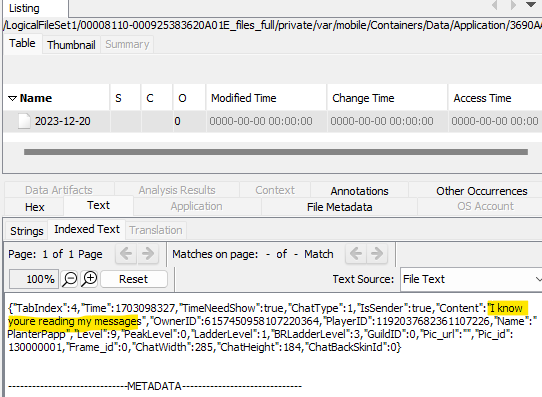 Listing
/LogicalFileSet1/00008110-000925383620A01E_files_full/private/var/mobile/Containers/Data/Application/3690AA
Table Thumbnail Summary
Name S C O Modified Time Change Time Access Time
2023-12-20 0 0000-00-00 00:00:00 0000-00-00 00:00:00 0000-00-00 00:00:00
Data Artifacts Analysis Results Context Annotations Other Occurrences
Hex Text Application File Metadata OS Account
Strings Indexed Text Translation
Page: 1 of 1 Page Matches on page: - of - Match
100% Reset Text Source: File Text
{"TabIndex":4,"Time":1703098327,"TimeNeedShow":true,"ChatType":1,"IsSender":true,"Content":"I know
youre reading my messages","OwnerID":6157450958107220364,"PlayerID":1192037682361107226,"Name":"
PlanterPapp","Level":9,"PeakLevel":0,"LadderLevel":1,"BRLadderLevel":3,"GuildID":0,"Pic_url":"","Pic_id":
130000001,"Frame_id":0,"ChatWidth":285,"ChatHeight":184,"ChatBackSkinId":0}
------------------------------METADATA------------------------------